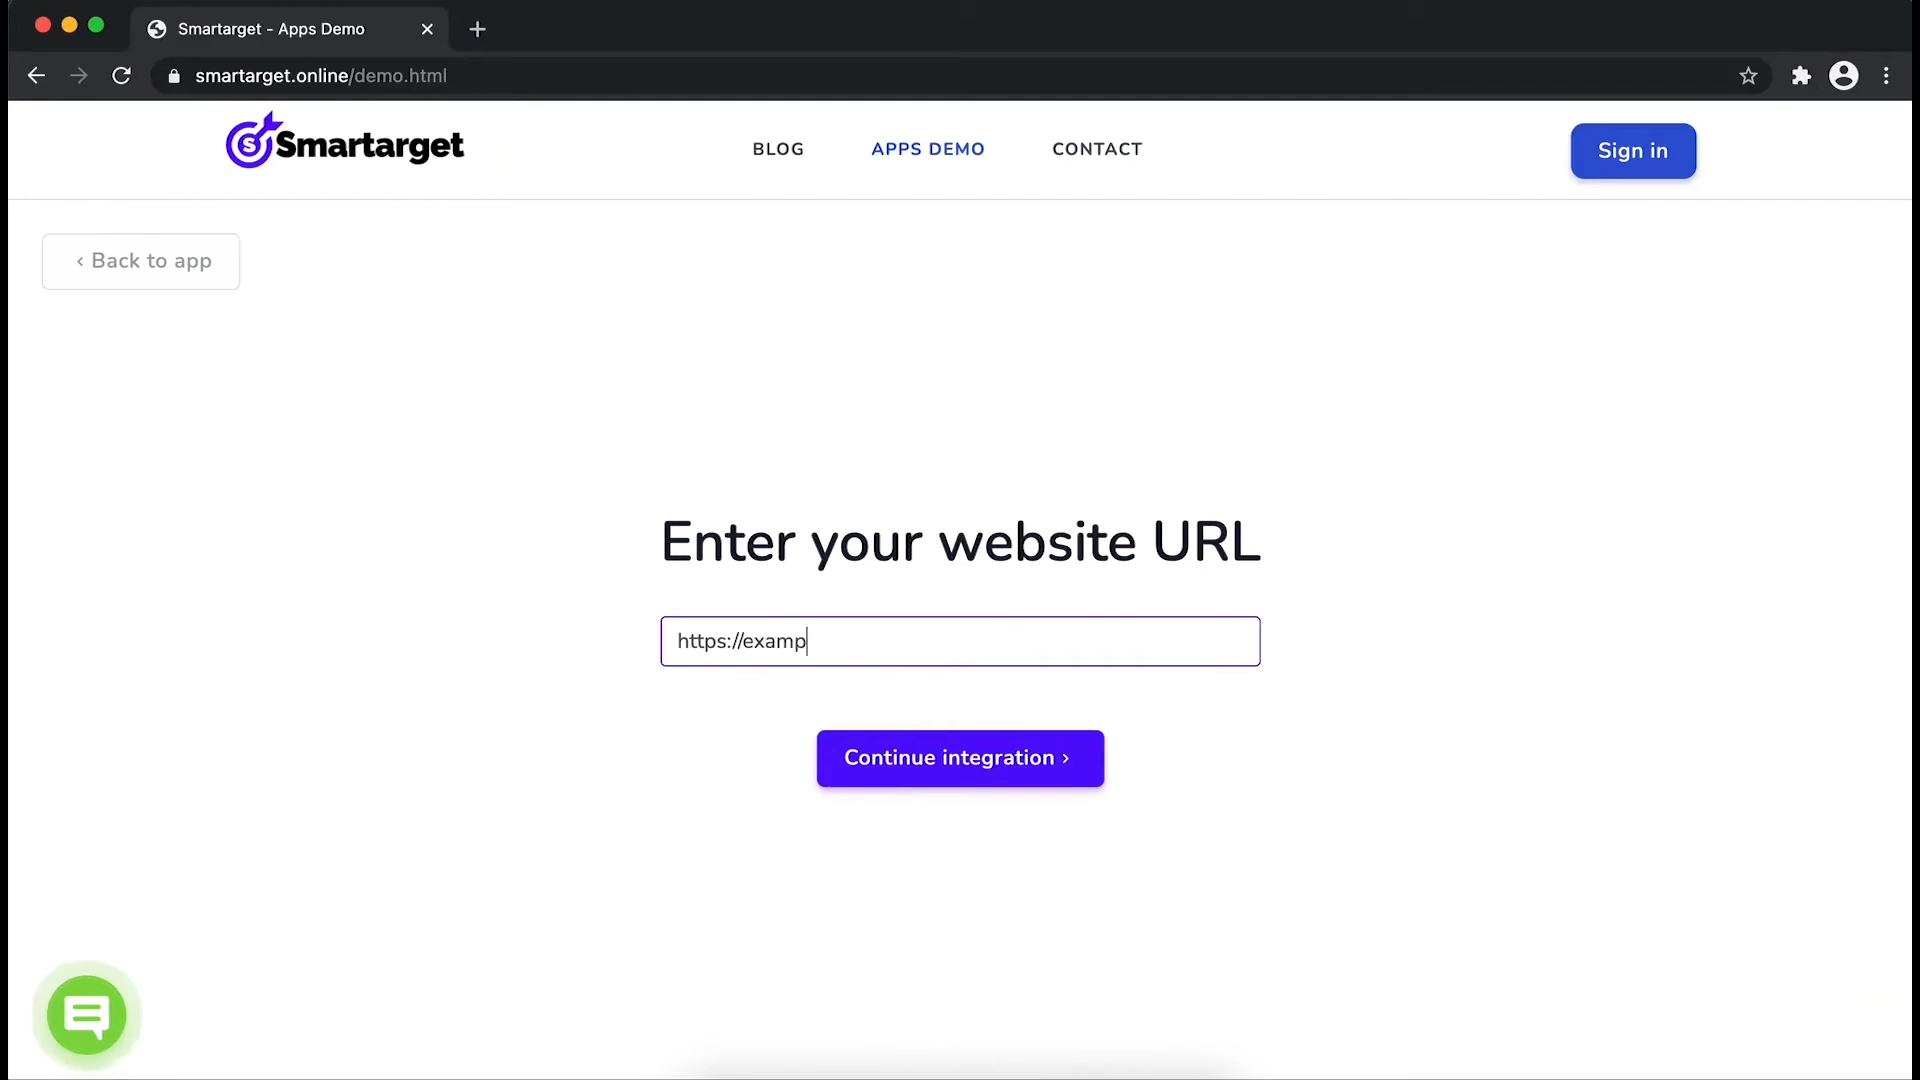 Smartarget - Apps Demo
smartarget.online/demo.html
Smartarget
BLOG
APPS DEMO
CONTACT
Sign in
‹ Back to app
Enter your website URL
https://examp
Continue integration ›